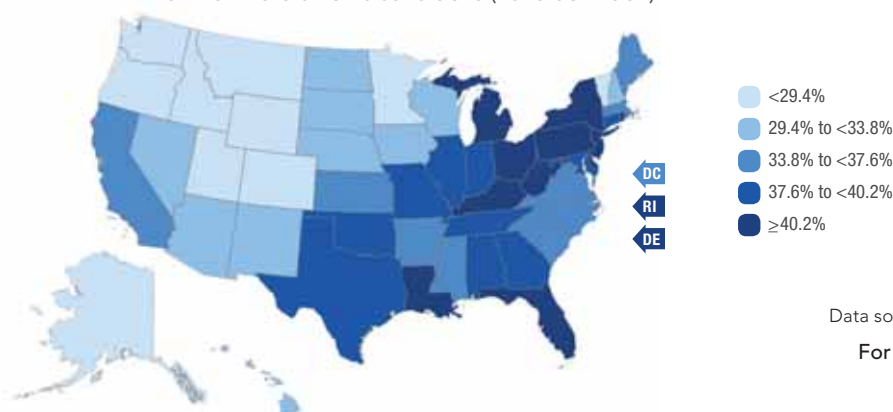 <29.4%
29.4% to <33.8%
33.8% to <37.6%
37.6% to <40.2%
≥40.2%
DC
RI
DE
Data so
For